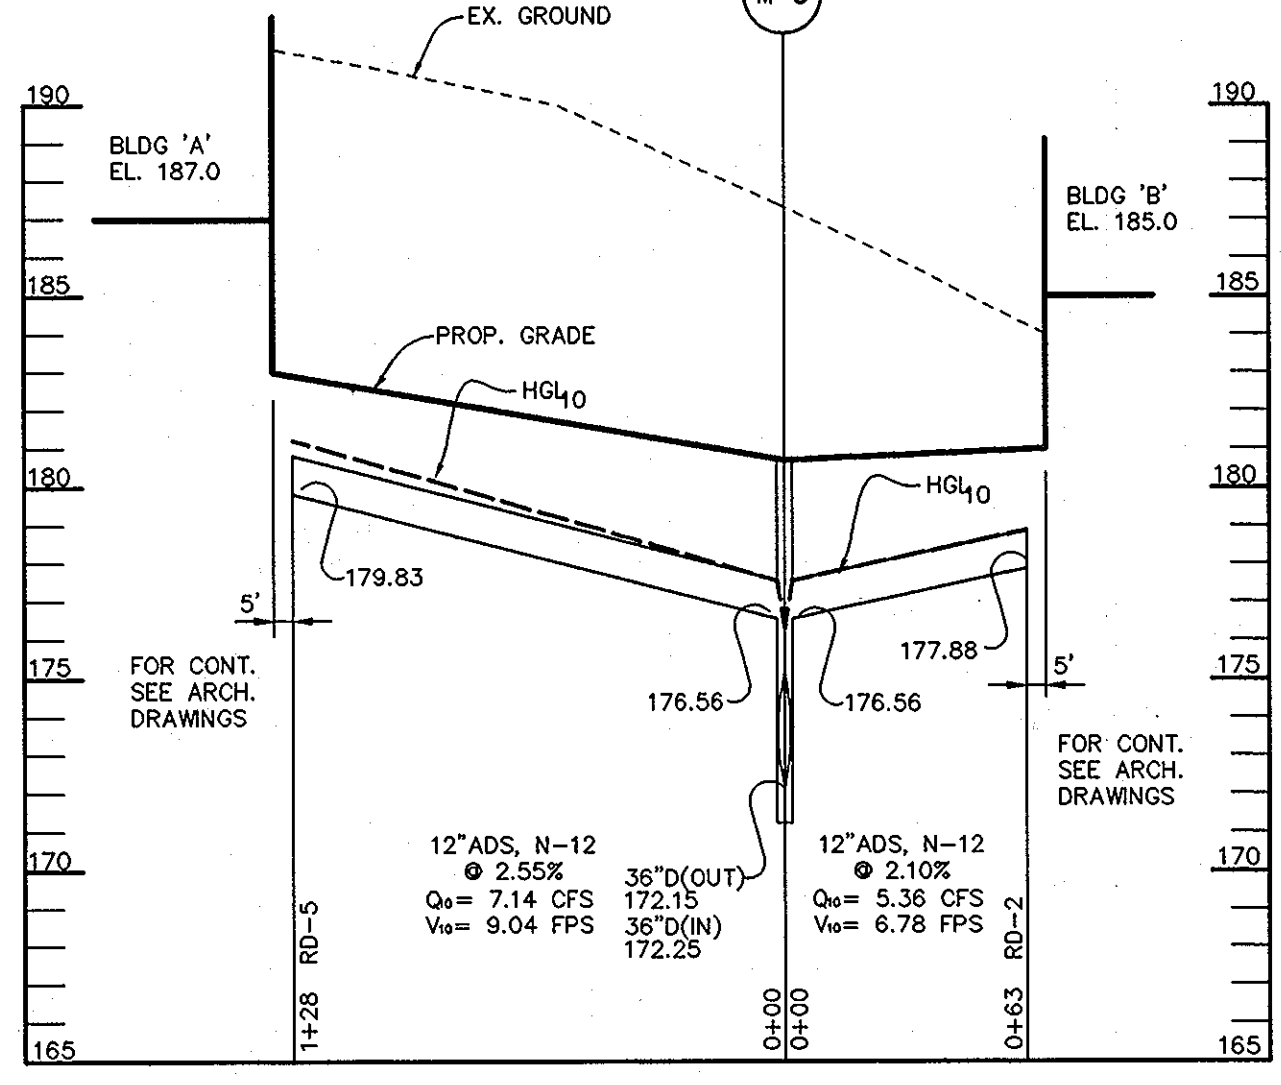 EX. GROUND
190
190
BLDG 'A'
EL. 187.0
BLDG 'B'
EL. 185.0
185
185
PROP. GRADE
HGL10
180
180
HGL10
179.83
5'
177.88
5'
175
175
FOR CONT.
SEE ARCH.
DRAWINGS
176.56
176.56
FOR CONT.
SEE ARCH.
DRAWINGS
170
170
12"ADS, N-12
@ 2.55%
Q10= 7.14 CFS
V10= 9.04 FPS
36"D(OUT)
172.15
36"D(IN)
172.25
12"ADS, N-12
@ 2.10%
Q10= 5.36 CFS
V10= 6.78 FPS
1+28 RD-5
0+00
0+00
0+63 RD-2
165
165